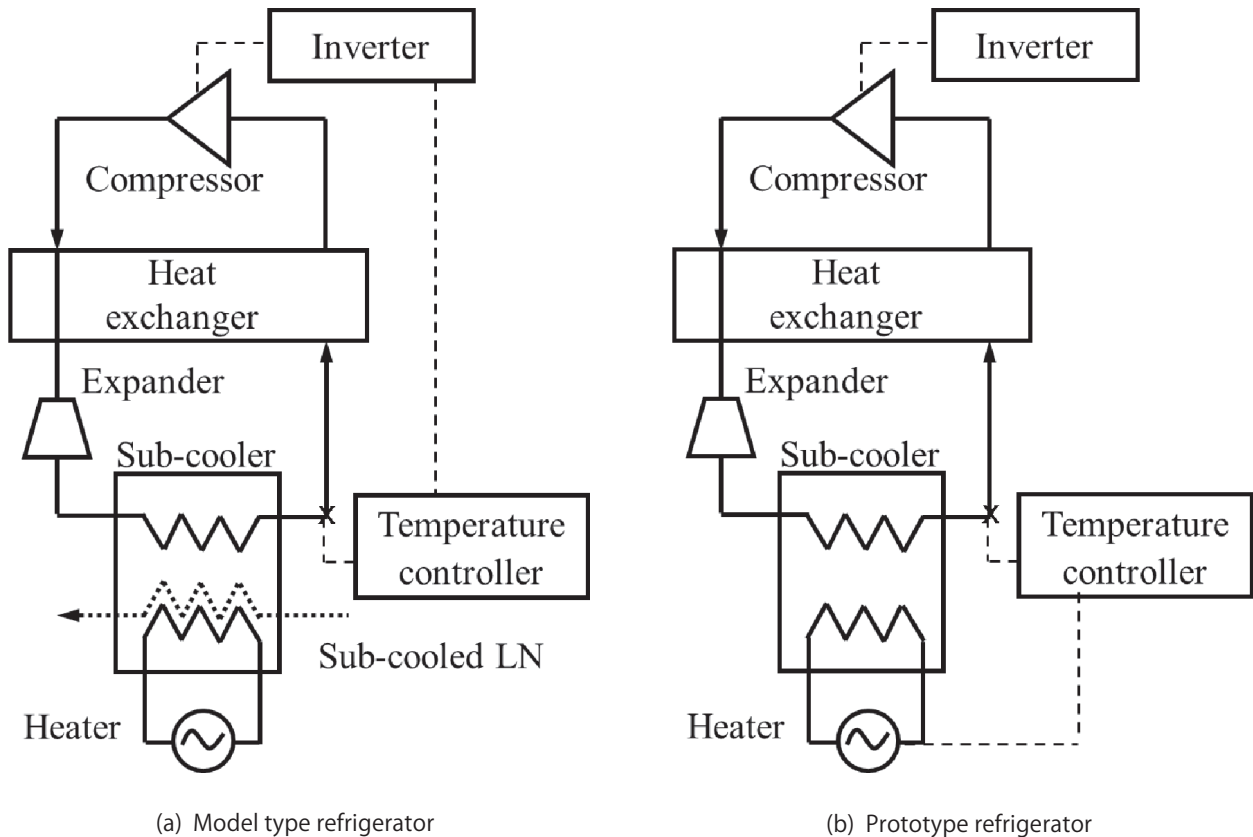 Inverter
Compressor
Heat
exchanger
Expander
Sub-cooler
Temperature
controller
Sub-cooled LN
Heater
(a) Model type refrigerator
Inverter
Compressor
Heat
exchanger
Expander
Sub-cooler
Temperature
controller
Heater
(b) Prototype refrigerator